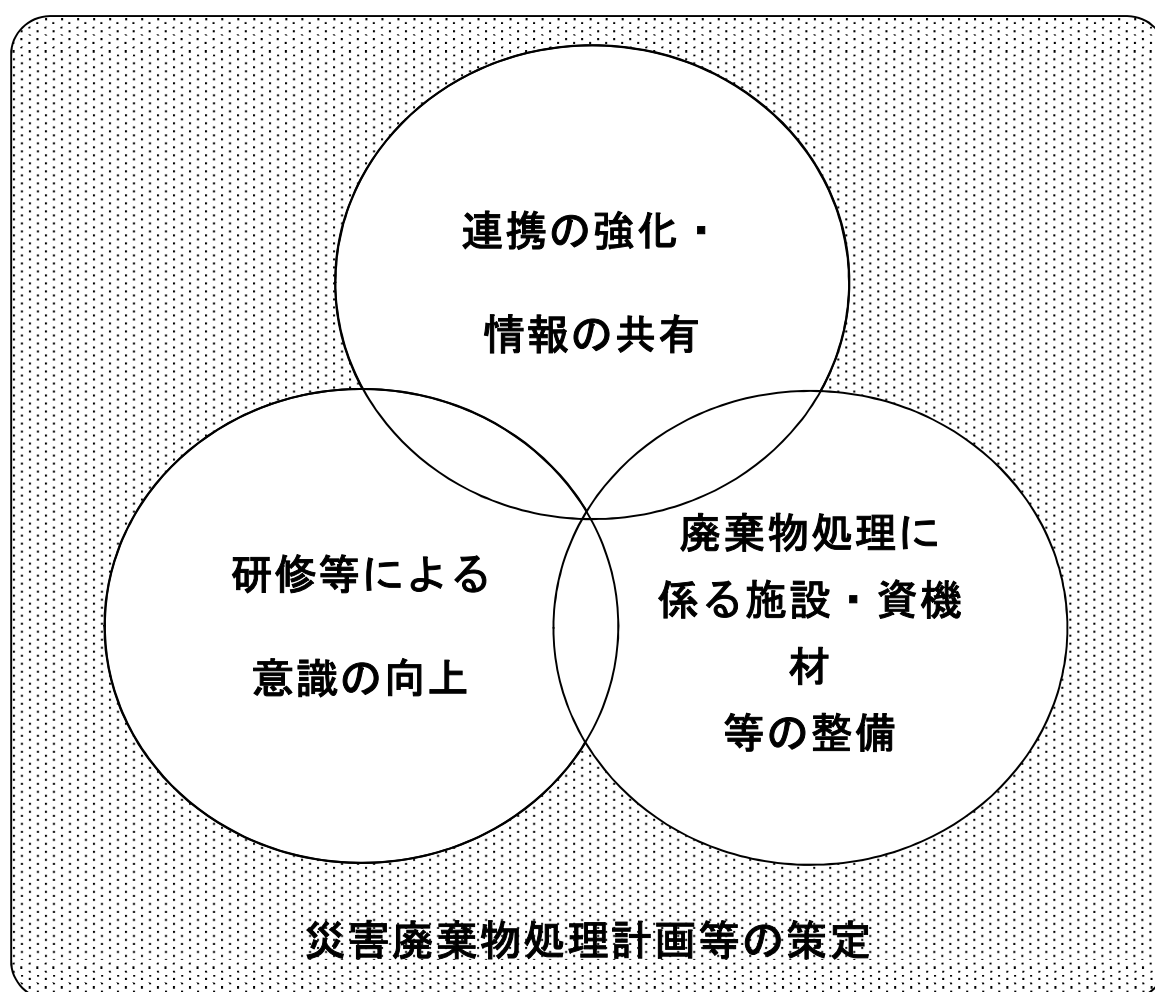 連携の強化・
情報の共有
研修等による
意識の向上
廃棄物処理に
係る施設・資機
材
等の整備
災害廃棄物処理計画等の策定